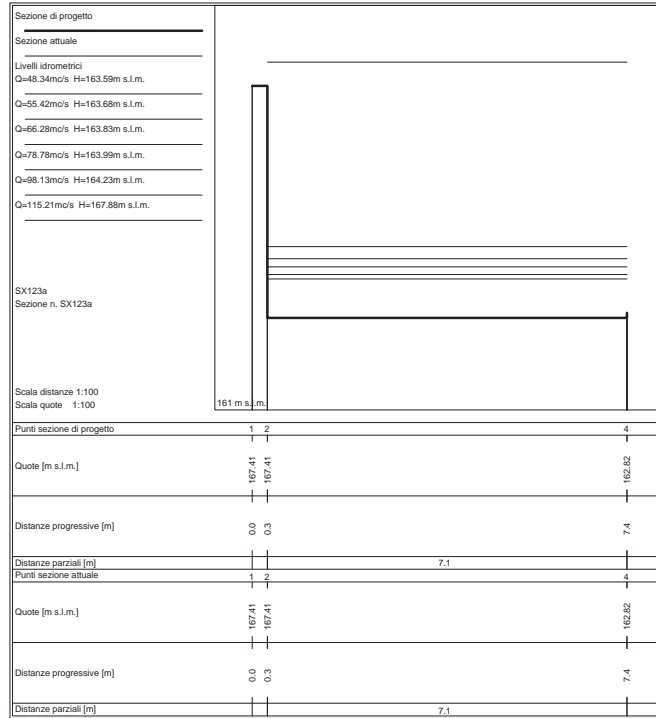 Sezione di progetto
Sezione attuale
Livelli idrometrici
Q=48.34mc/s H=163.59m s.l.m.
Q=55.42mc/s H=163.68m s.l.m.
Q=66.28mc/s H=163.83m s.l.m.
Q=78.78mc/s H=163.99m s.l.m.
Q=98.13mc/s H=164.23m s.l.m.
Q=115.21mc/s H=167.88m s.l.m.
SX123a
Sezione n. SX123a
Scala distanze 1:100
Scala quote 1:100
161 m s.l.m.
Punti sezione di progetto 1 2 4
Quote [m s.l.m.] 167.41 167.41 162.82
Distanze progressive [m] 0.0 0.3 7.4
Distanze parziali [m] 7.1
Punti sezione attuale 1 2 4
Quote [m s.l.m.] 167.41 167.41 162.82
Distanze progressive [m] 0.0 0.3 7.4
Distanze parziali [m] 7.1